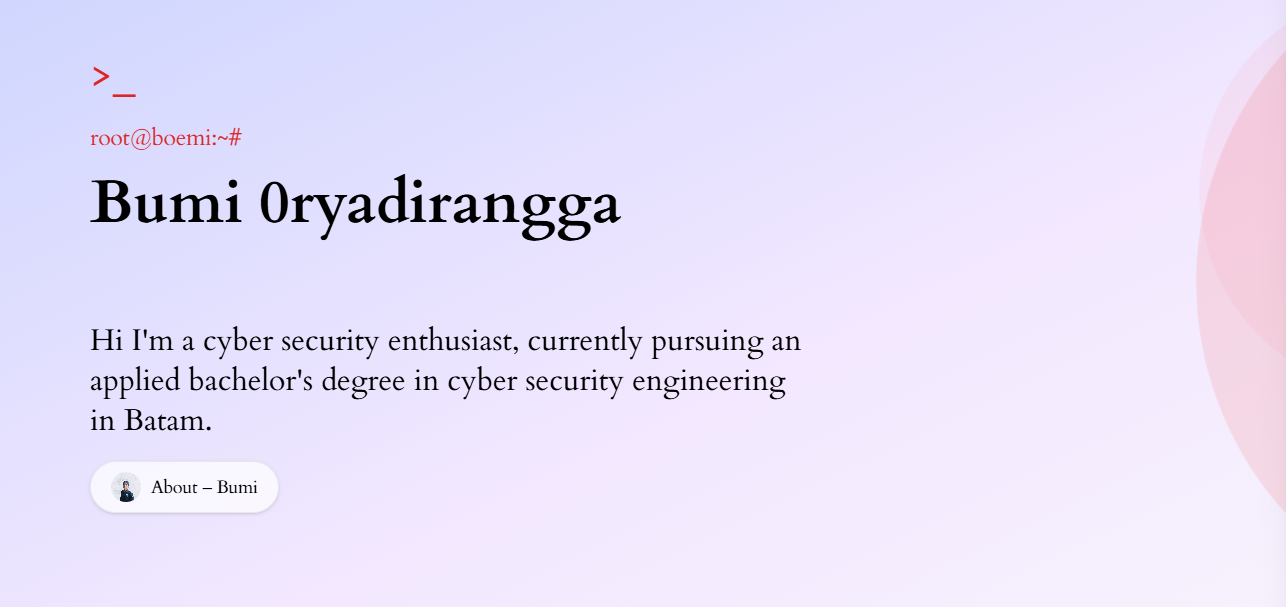 >_
root@boemi:~#
Bumi 0ryadirangga
Hi I'm a cyber security enthusiast, currently pursuing an
applied bachelor's degree in cyber security engineering
in Batam.
About – Bumi